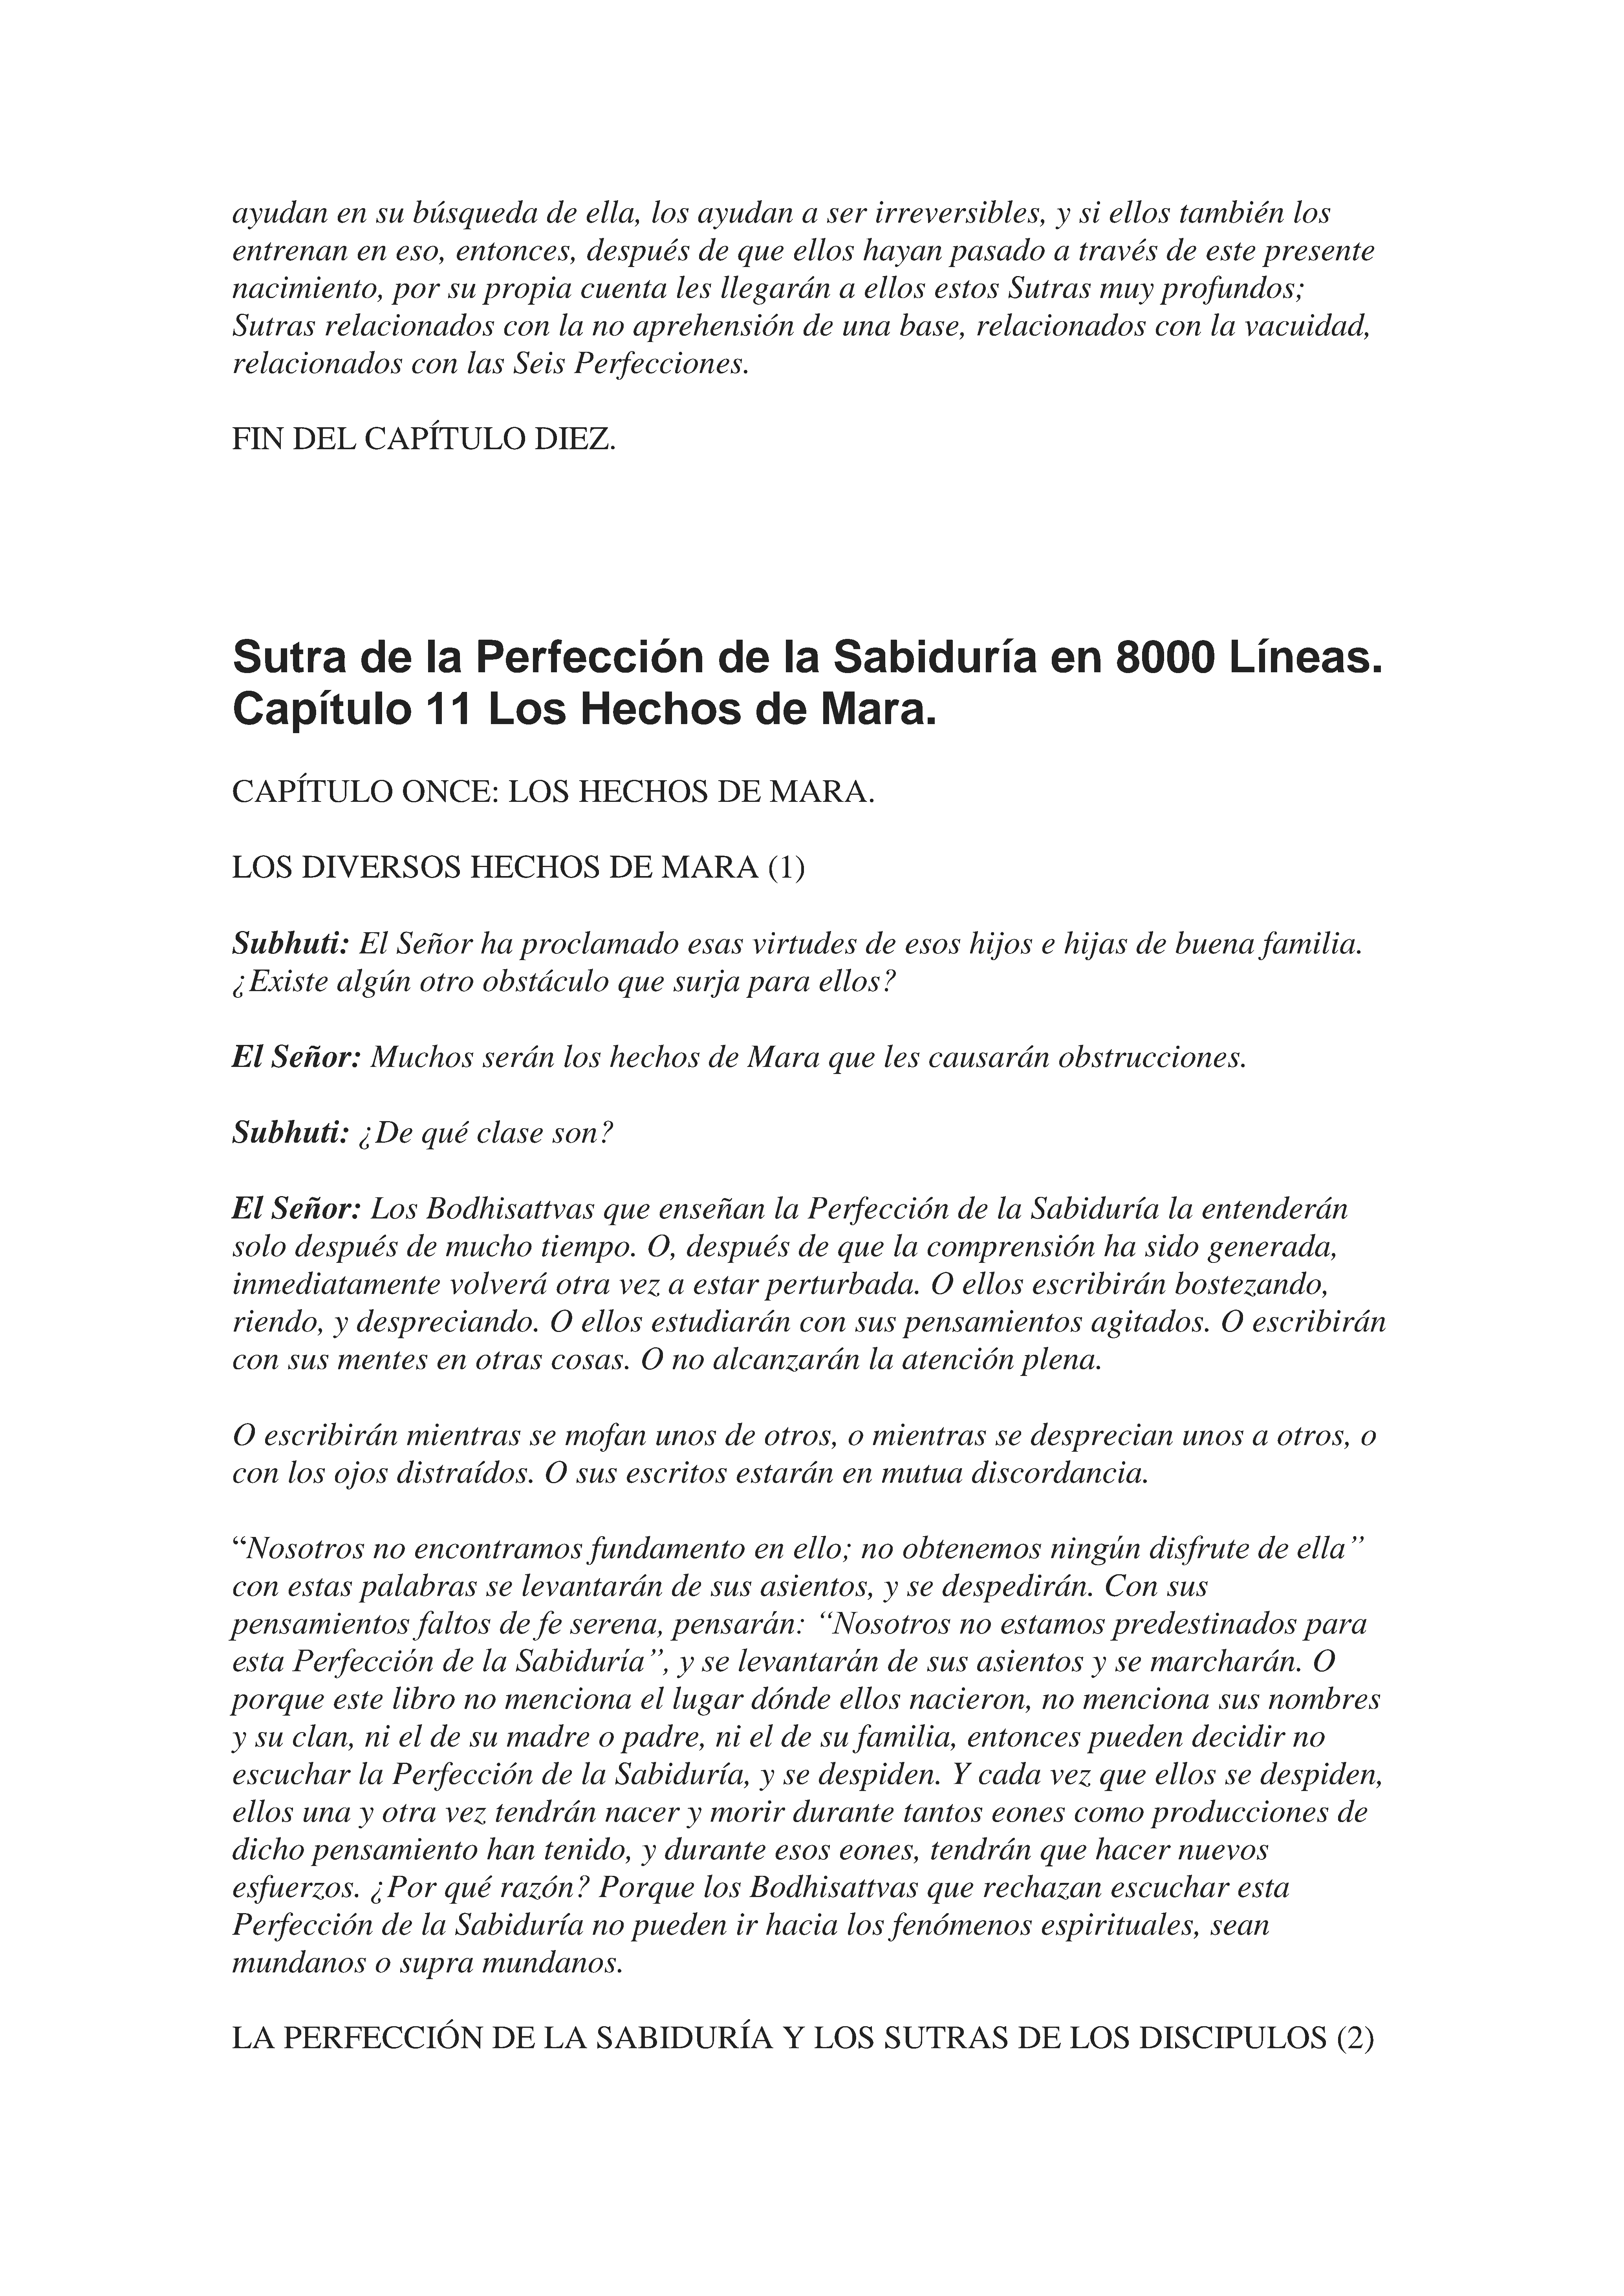 ayudan en su búsqueda de ella, los ayudan a ser irreversibles, y si ellos también los
entrenan en eso, entonces, después de que ellos hayan pasado a través de este presente
nacimiento, por su propia cuenta les llegarán a ellos estos Sutras muy profundos;
Sutras relacionados con la no aprehensión de una base, relacionados con la vacuidad,
relacionados con las Seis Perfecciones.
FIN DEL CAPÍTULO DIEZ.
Sutra de la Perfección de la Sabiduría en 8000 Líneas.
Capítulo 11 Los Hechos de Mara.
CAPÍTULO ONCE: LOS HECHOS DE MARA.
LOS DIVERSOS HECHOS DE MARA (1)
Subhuti: El Señor ha proclamado esas virtudes de esos hijos e hijas de buena familia.
¿Existe algún otro obstáculo que surja para ellos?
El Señor: Muchos serán los hechos de Mara que les causarán obstrucciones.
Subhuti: ¿De qué clase son?
El Señor: Los Bodhisattvas que enseñan la Perfección de la Sabiduría la entenderán
solo después de mucho tiempo. O, después de que la comprensión ha sido generada,
inmediatamente volverá otra vez a estar perturbada. O ellos escribirán bostezando,
riendo, y despreciando. O ellos estudiarán con sus pensamientos agitados. O escribirán
con sus mentes en otras cosas. O no alcanzarán la atención plena.
O escribirán mientras se mofan unos de otros, o mientras se desprecian unos a otros, o
con los ojos distraídos. O sus escritos estarán en mutua discordancia.
“Nosotros no encontramos fundamento en ello; no obtenemos ningún disfrute de ella”
con estas palabras se levantarán de sus asientos, y se despedirán. Con sus
pensamientos faltos de fe serena, pensarán: “Nosotros no estamos predestinados para
esta Perfección de la Sabiduría”, y se levantarán de sus asientos y se marcharán. O
porque este libro no menciona el lugar dónde ellos nacieron, no menciona sus nombres
y su clan, ni el de su madre o padre, ni el de su familia, entonces pueden decidir no
escuchar la Perfección de la Sabiduría, y se despiden. Y cada vez que ellos se despiden,
ellos una y otra vez tendrán nacer y morir durante tantos eones como producciones de
dicho pensamiento han tenido, y durante esos eones, tendrán que hacer nuevos
esfuerzos. ¿Por qué razón? Porque los Bodhisattvas que rechazan escuchar esta
Perfección de la Sabiduría no pueden ir hacia los fenómenos espirituales, sean
mundanos o supra mundanos.
LA PERFECCIÓN DE LA SABIDURÍA Y LOS SUTRAS DE LOS DISCIPULOS (2)